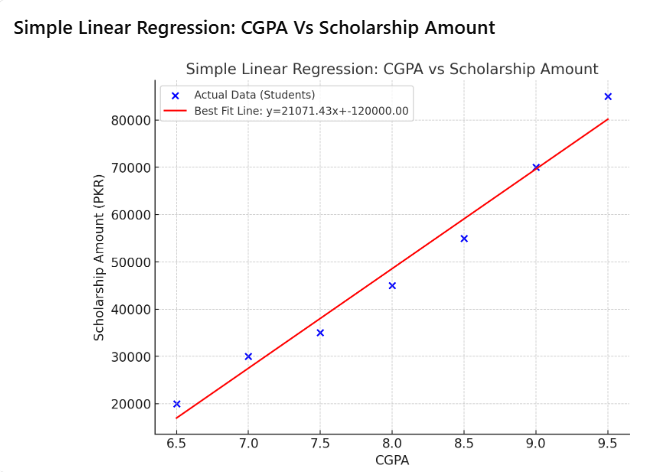 Simple Linear Regression: CGPA Vs Scholarship Amount
Simple Linear Regression: CGPA vs Scholarship Amount
Actual Data (Students)
Best Fit Line: y=21071.43x+-120000.00
80000
70000
60000
50000
40000
30000
20000
Scholarship Amount (PKR)
6.5 7.0 7.5 8.0 8.5 9.0 9.5
CGPA